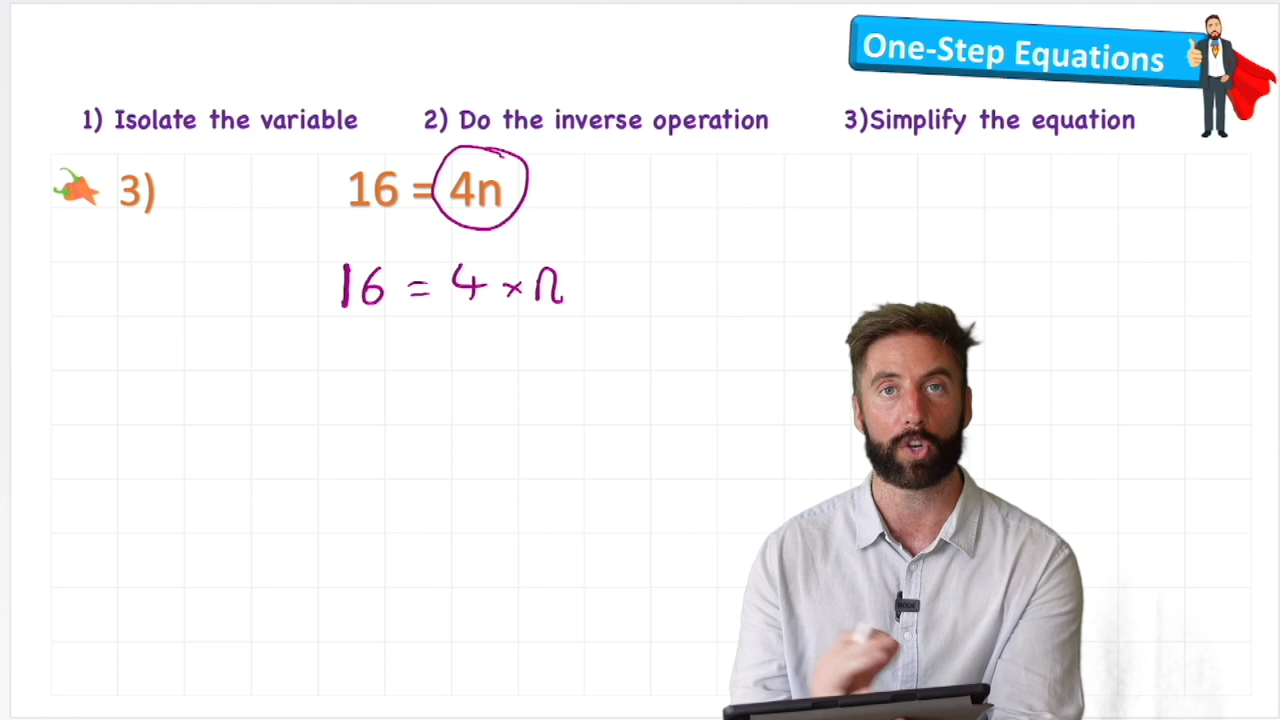 One-Step Equations
1) Isolate the variable 2) Do the inverse operation 3)Simplify the equation
3) 16 = 4n
16 = 4 × n
RODE